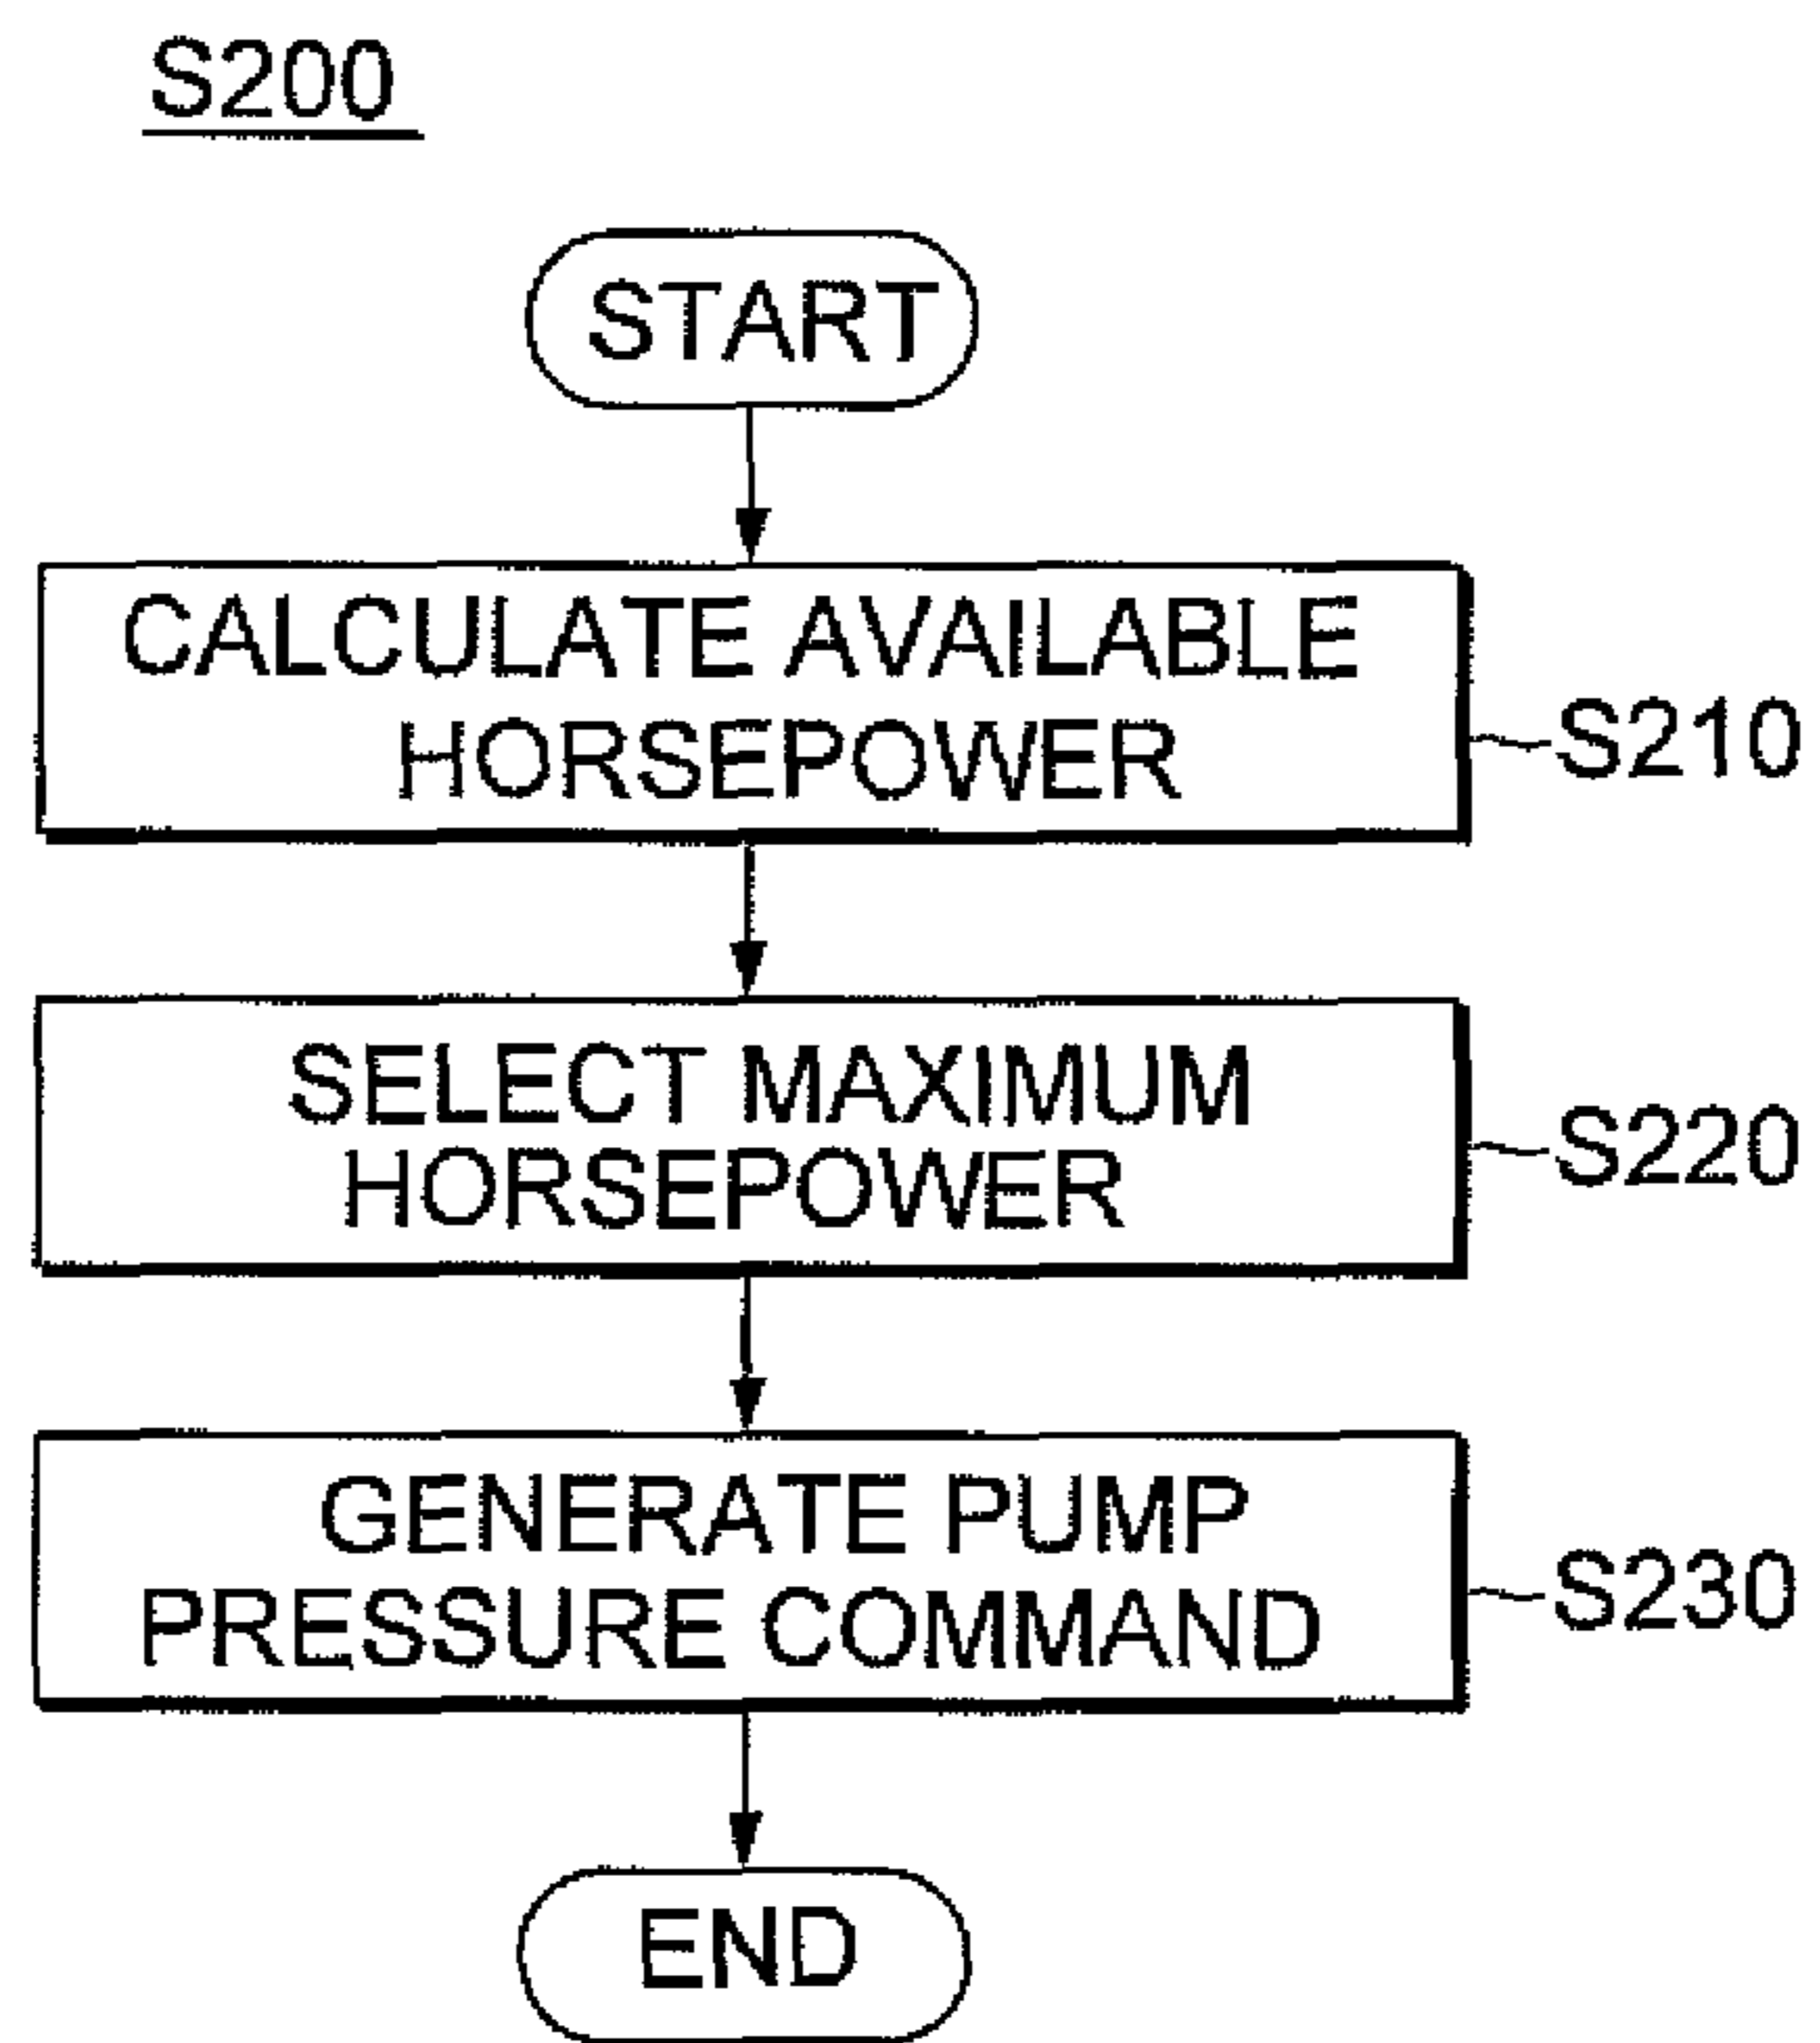 S200
START
CALCULATE AVAILABLE
HORSEPOWER
S210
SELECT MAXIMUM
HORSEPOWER
S220
GENERATE PUMP
PRESSURE COMMAND
S230
END